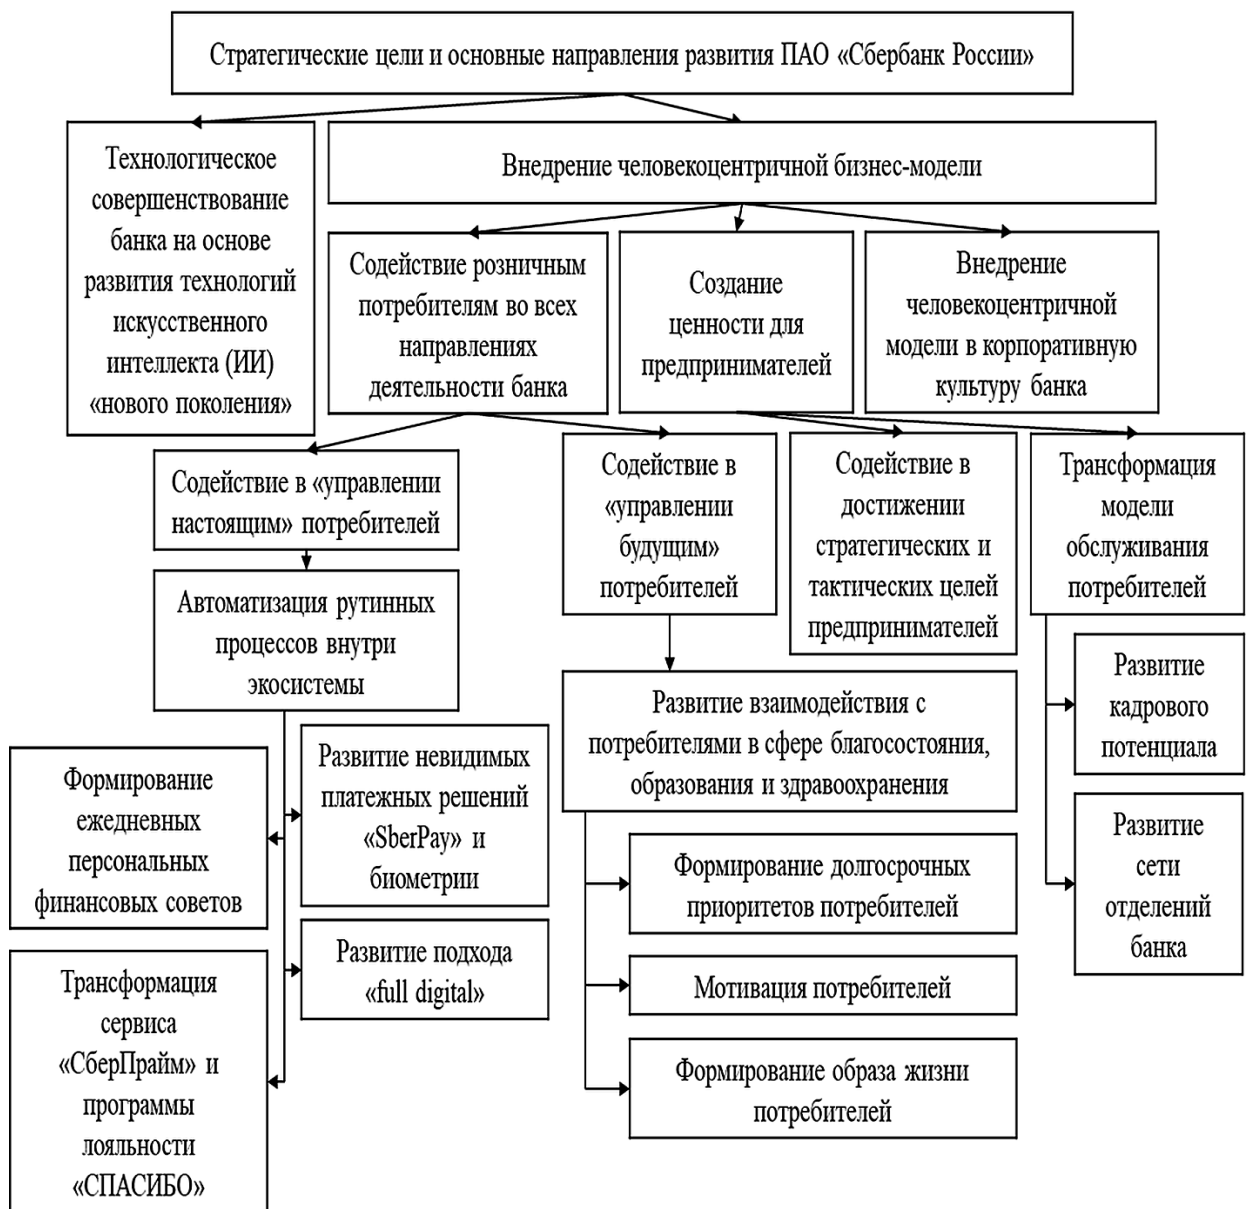 Стратегические цели и основные направления развития ПАО «Сбербанк России»
Технологическое
совершенствование
банка на основе
развития технологий
искусственного
интеллекта (ИИ)
«нового поколения»
Внедрение человекоцентричной бизнес-модели
Содействие розничным
потребителям во всех
направлениях
деятельности банка
Создание
ценности для
предпринимателей
Внедрение
человекоцентричной
модели в корпоративную
культуру банка
Содействие в «управлении
настоящим» потребителей
Содействие в
«управлении
будущим»
потребителей
Содействие в
достижении
стратегических и
тактических целей
предпринимателей
Трансформация
модели
обслуживания
потребителей
Автоматизация рутинных
процессов внутри
экосистемы
Развитие взаимодействия с
потребителями в сфере благосостояния,
образования и здравоохранения
Развитие
кадрового
потенциала
Формирование
ежедневных
персональных
финансовых советов
Развитие невидимых
платежных решений
«SberPay» и
биометрии
Формирование долгосрочных
приоритетов потребителей
Развитие
сети
отделений
банка
Трансформация
сервиса
«СберПрайм» и
программы
лояльности
«СПАСИБО»
Развитие подхода
«full digital»
Мотивация потребителей
Формирование образа жизни
потребителей